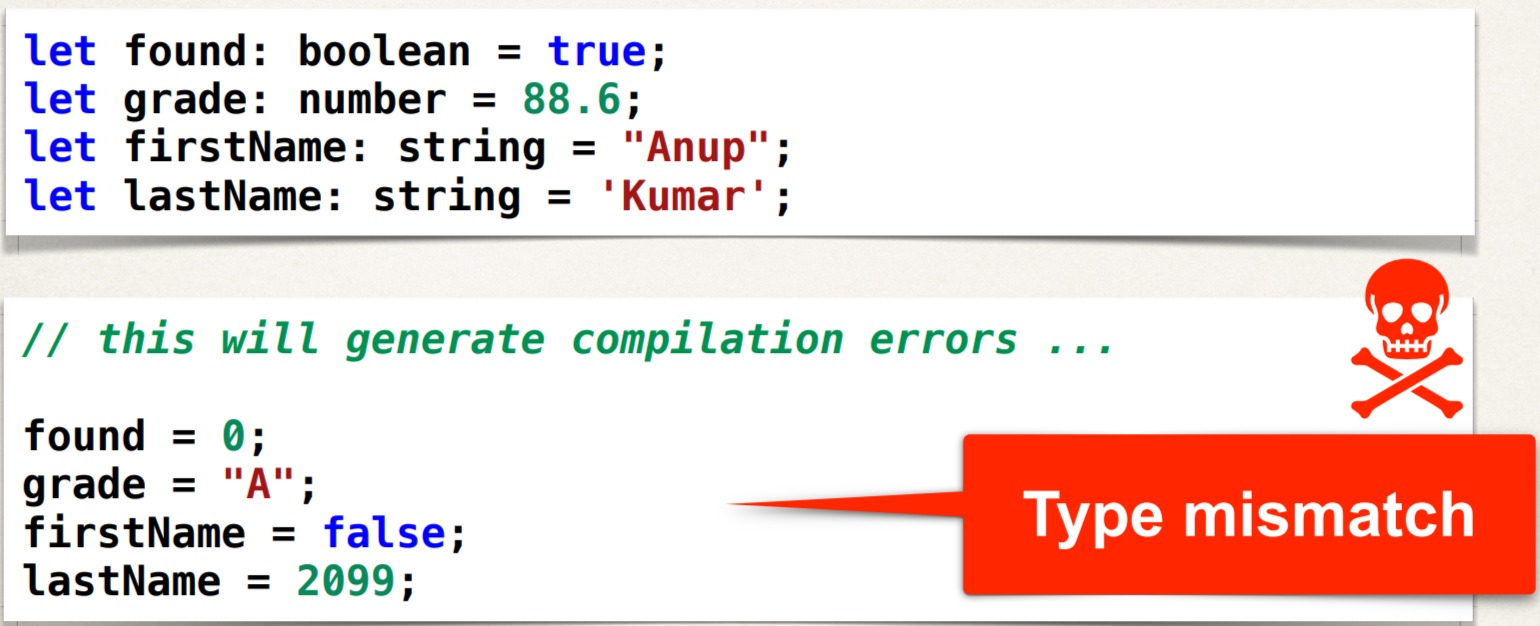 let found: boolean = true;
let grade: number = 88.6;
let firstName: string = "Anup";
let lastName: string = 'Kumar';
// this will generate compilation errors ...
found = 0;
grade = "A";
firstName = false;
lastName = 2099;
Type mismatch